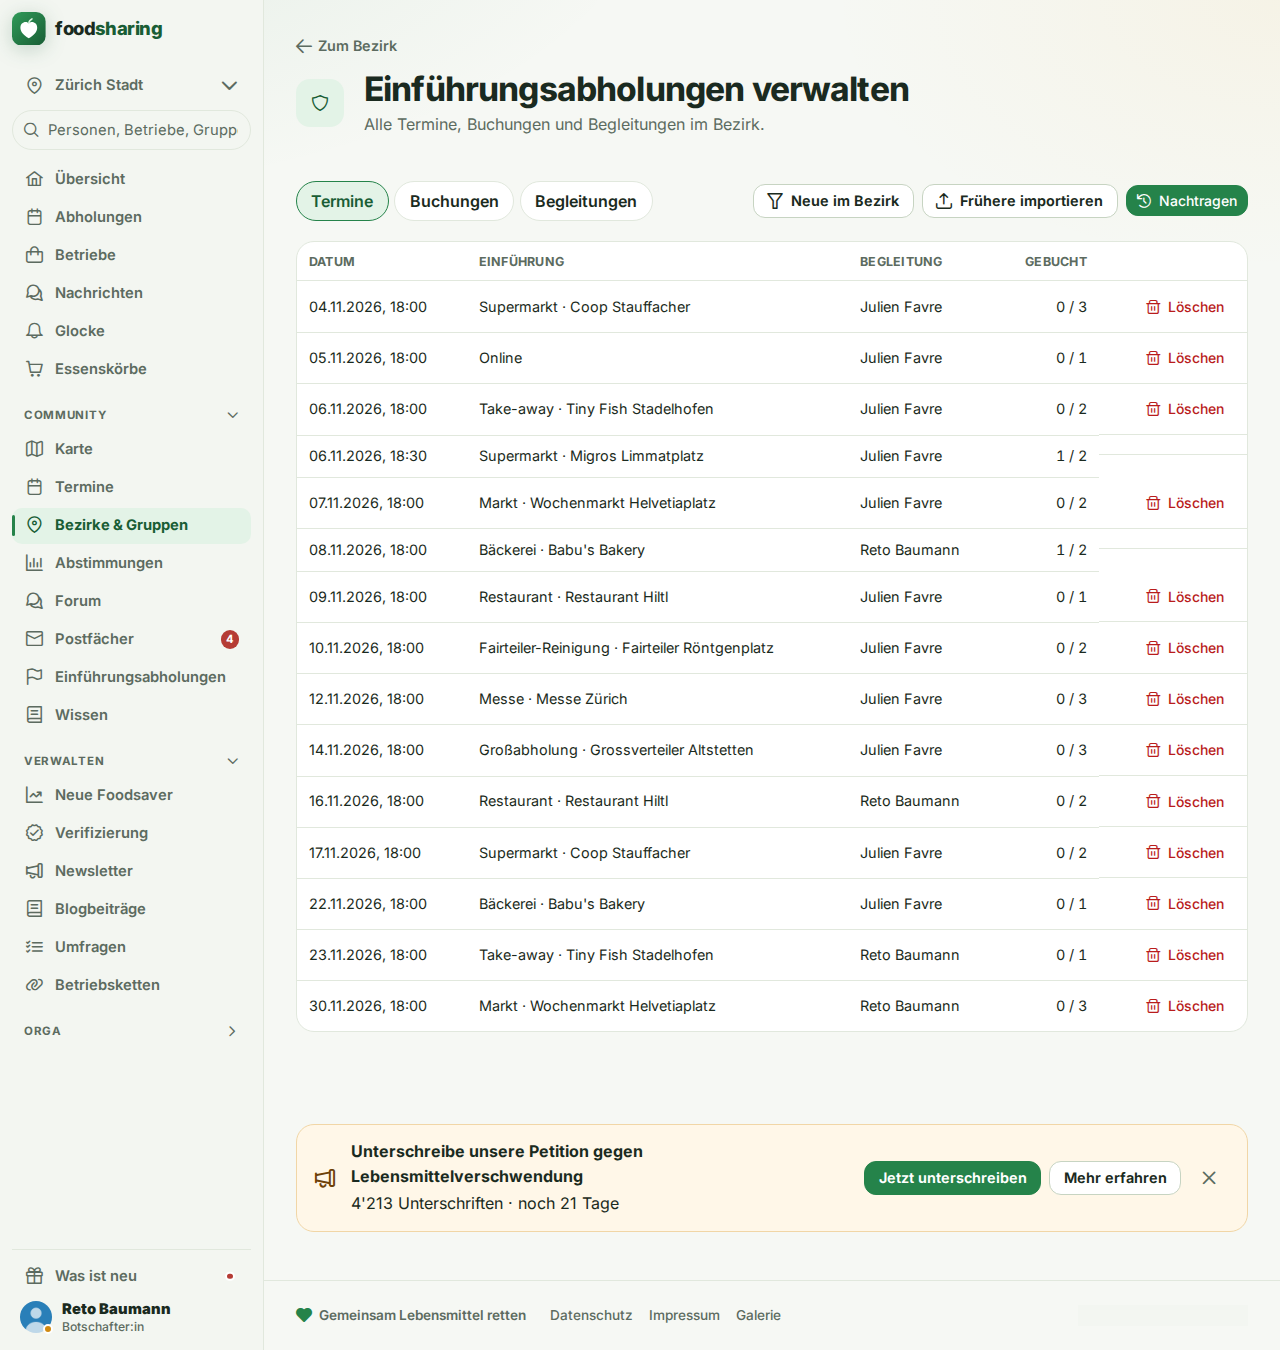 foodsharing
Zürich Stadt
Personen, Betriebe, Grupp
Übersicht
Abholungen
Betriebe
Nachrichten
Glocke
Essenskörbe
COMMUNITY
Karte
Termine
Bezirke & Gruppen
Abstimmungen
Forum
Postfächer 4
Einführungsabholungen
Wissen
VERWALTEN
Neue Foodsaver
Verifizierung
Newsletter
Blogbeiträge
Umfragen
Betriebsketten
ORGA
Was ist neu
Reto Baumann
Botschafter:in
Zum Bezirk
Einführungsabholungen verwalten
Alle Termine, Buchungen und Begleitungen im Bezirk.
Termine Buchungen Begleitungen Neue im Bezirk Frühere importieren Nachtragen
DATUM EINFÜHRUNG BEGLEITUNG GEBUCHT
04.11.2026, 18:00 Supermarkt · Coop Stauffacher Julien Favre 0 / 3 Löschen
05.11.2026, 18:00 Online Julien Favre 0 / 1 Löschen
06.11.2026, 18:00 Take-away · Tiny Fish Stadelhofen Julien Favre 0 / 2 Löschen
06.11.2026, 18:30 Supermarkt · Migros Limmatplatz Julien Favre 1 / 2
07.11.2026, 18:00 Markt · Wochenmarkt Helvetiaplatz Julien Favre 0 / 2 Löschen
08.11.2026, 18:00 Bäckerei · Babu's Bakery Reto Baumann 1 / 2
09.11.2026, 18:00 Restaurant · Restaurant Hiltl Julien Favre 0 / 1 Löschen
10.11.2026, 18:00 Fairteiler-Reinigung · Fairteiler Röntgenplatz Julien Favre 0 / 2 Löschen
12.11.2026, 18:00 Messe · Messe Zürich Julien Favre 0 / 3 Löschen
14.11.2026, 18:00 Großabholung · Grossverteiler Altstetten Julien Favre 0 / 3 Löschen
16.11.2026, 18:00 Restaurant · Restaurant Hiltl Reto Baumann 0 / 2 Löschen
17.11.2026, 18:00 Supermarkt · Coop Stauffacher Julien Favre 0 / 2 Löschen
22.11.2026, 18:00 Bäckerei · Babu's Bakery Julien Favre 0 / 1 Löschen
23.11.2026, 18:00 Take-away · Tiny Fish Stadelhofen Reto Baumann 0 / 1 Löschen
30.11.2026, 18:00 Markt · Wochenmarkt Helvetiaplatz Reto Baumann 0 / 3 Löschen
Unterschreibe unsere Petition gegen
Lebensmittelverschwendung
4'213 Unterschriften · noch 21 Tage
Jetzt unterschreiben Mehr erfahren
Gemeinsam Lebensmittel retten Datenschutz Impressum Galerie